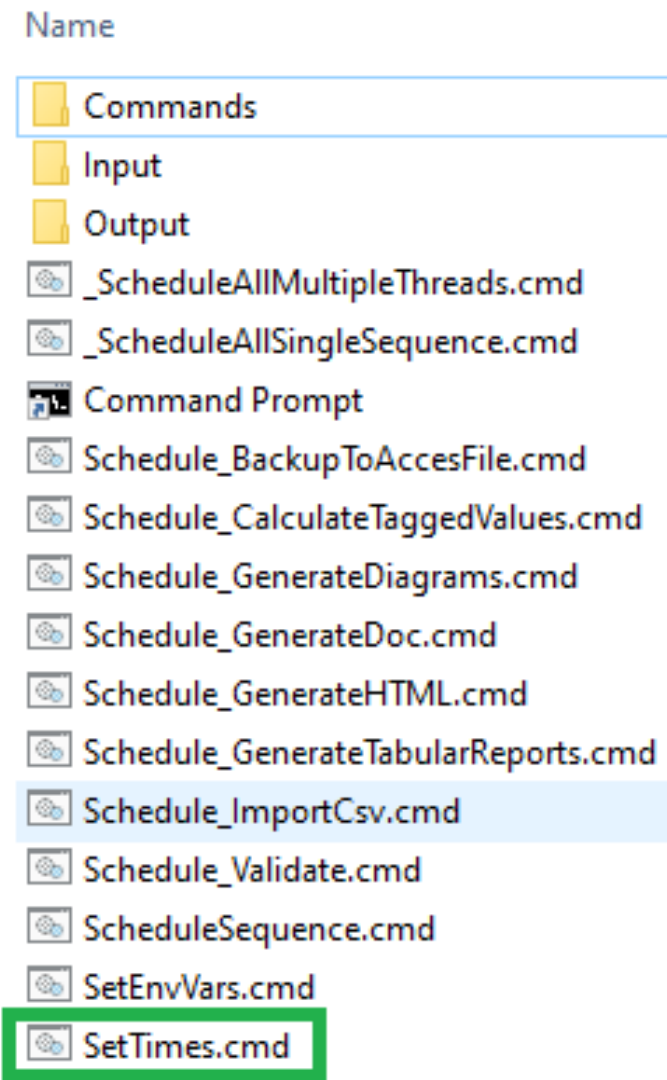 Name
Commands
Input
Output
_ScheduleAllMultipleThreads.cmd
_ScheduleAllSingleSequence.cmd
Command Prompt
Schedule_BackupToAccesFile.cmd
Schedule_CalculateTaggedValues.cmd
Schedule_GenerateDiagrams.cmd
Schedule_GenerateDoc.cmd
Schedule_GenerateHTML.cmd
Schedule_GenerateTabularReports.cmd
Schedule_ImportCsv.cmd
Schedule_Validate.cmd
ScheduleSequence.cmd
SetEnvVars.cmd
SetTimes.cmd